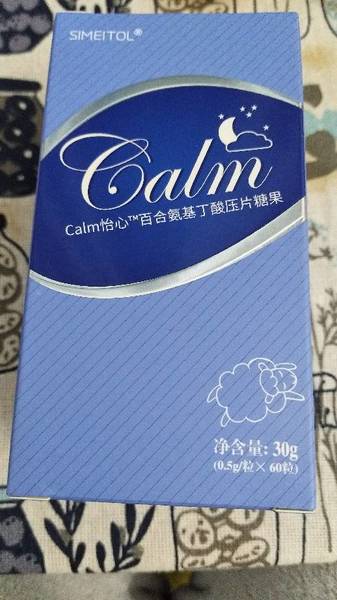 SIMEITOL®
Calm
Calm怡心™百合氨基丁酸压片糖果
净含量: 30g
(0.5g/粒×60粒)